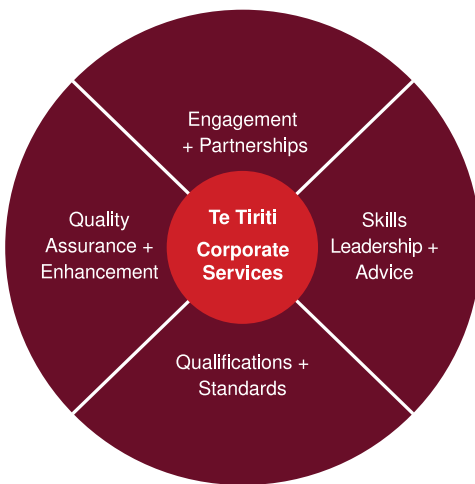 Engagement
+ Partnerships
Quality
Assurance +
Enhancement
Te Tiriti
Corporate
Services
Skills
Leadership +
Advice
Qualifications +
Standards